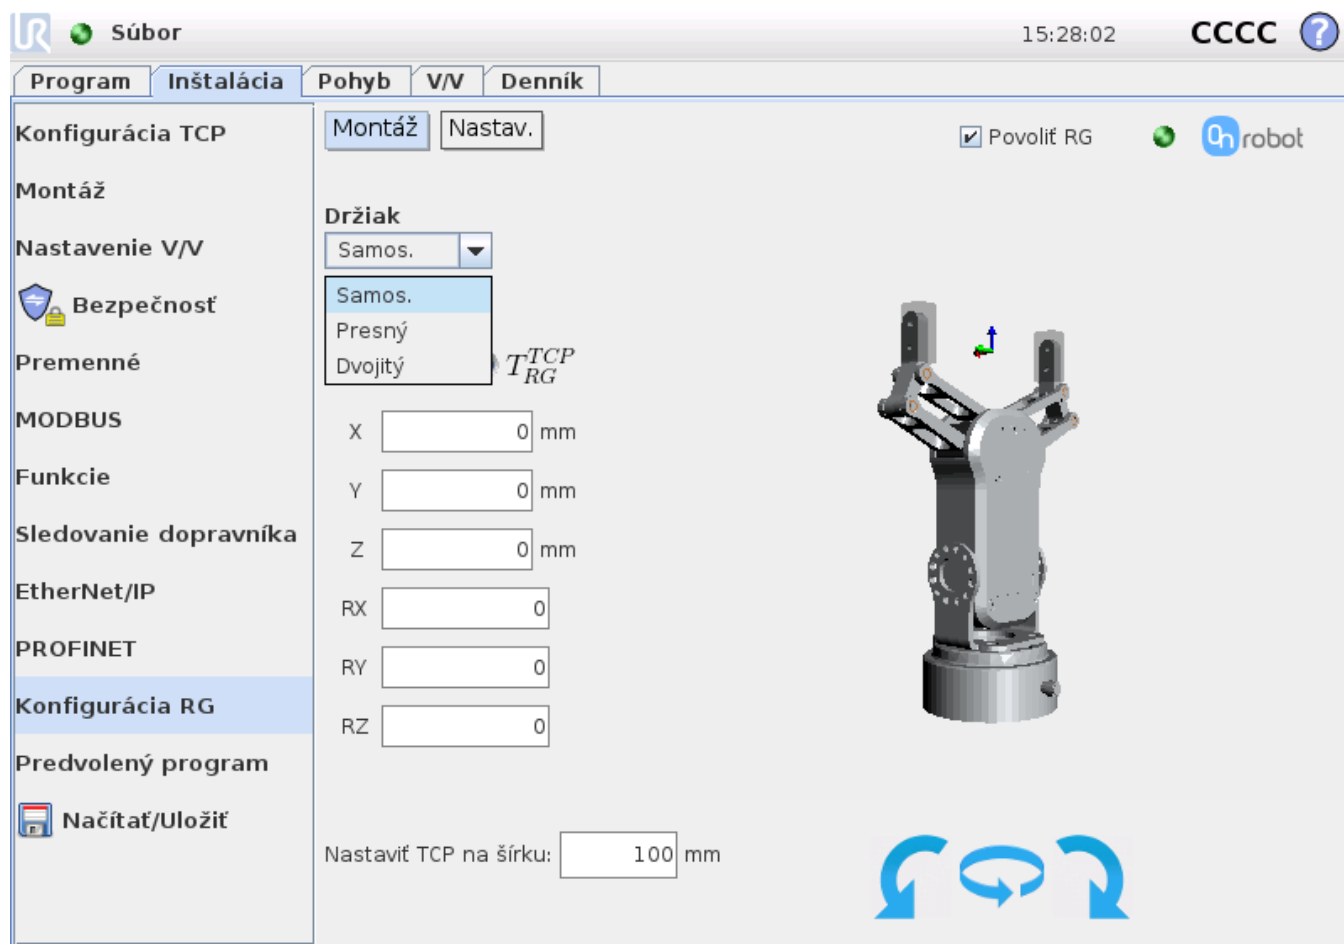 UR Súbor 15:28:02 CCCC ?
Program Inštalácia Pohyb V/V Denník
Konfigurácia TCP
Montáž
Nastavenie V/V
Bezpečnosť
Premenné
MODBUS
Funkcie
Sledovanie dopravníka
EtherNet/IP
PROFINET
Konfigurácia RG
Predvolený program
Načítať/Uložiť
Montáž Nastav.
Povoliť RG
On robot
Držiak
Samos.
Samos.
Presný
Dvojitý
T_RG^TCP
X 0 mm
Y 0 mm
Z 0 mm
RX 0
RY 0
RZ 0
Nastaviť TCP na šírku: 100 mm